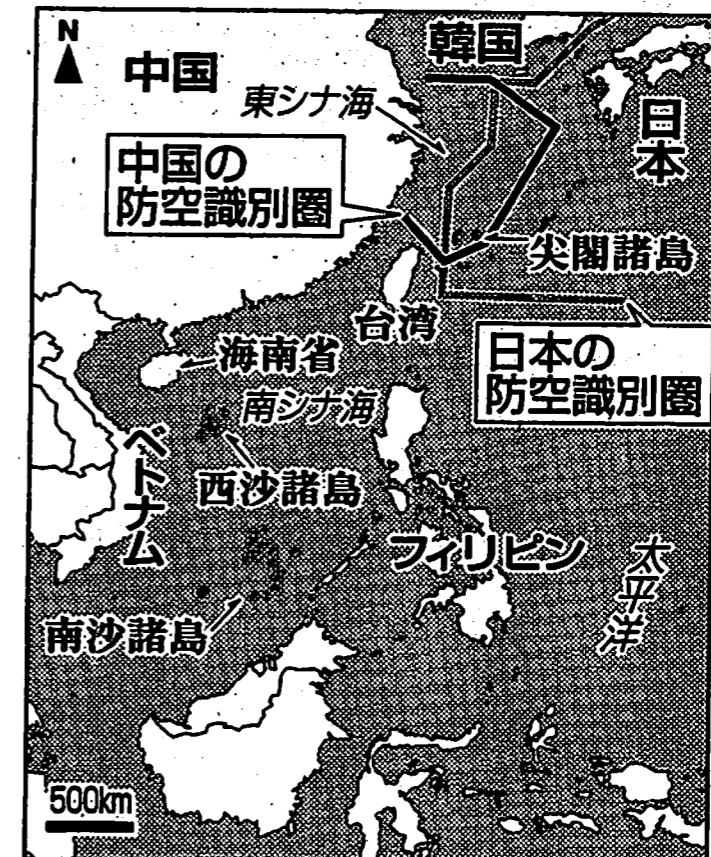 N
中国
韓国
東シナ海
日本
中国の
防空識別圏
尖閣諸島
台湾
日本の
防空識別圏
海南省
南シナ海
西沙諸島
ベトナム
フィリピン
太平洋
南沙諸島
500km